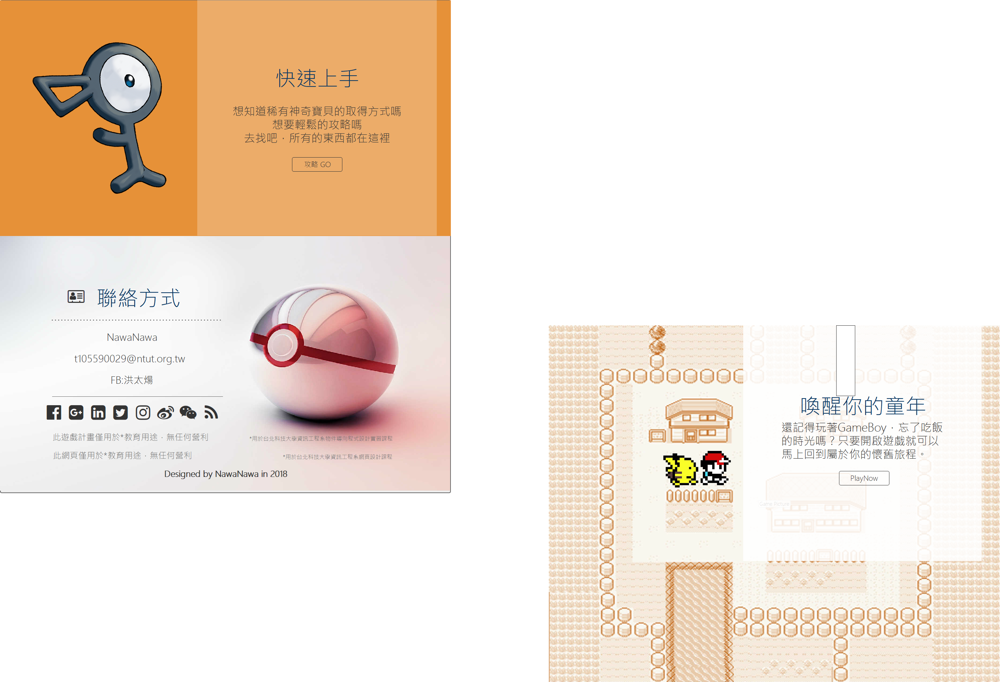 快速上手
想知道稀有神奇寶貝的取得方式嗎
想要輕鬆的攻略嗎
去找吧，所有的東西都在這裡
攻略 GO
聯絡方式
NawaNawa
t105590029@ntut.org.tw
FB:洪太煬
此遊戲計畫僅用於*教育用途，無任何營利
*用於台北科技大學資訊工程系物件導向程式設計實習課程
此網頁僅用於*教育用途，無任何營利
*用於台北科技大學資訊工程系網頁設計課程
Designed by NawaNawa in 2018
喚醒你的童年
還記得玩著GameBoy，忘了吃飯
的時光嗎？只要開啟遊戲就可以
馬上回到屬於你的懷舊旅程。
PlayNow
Game Picture